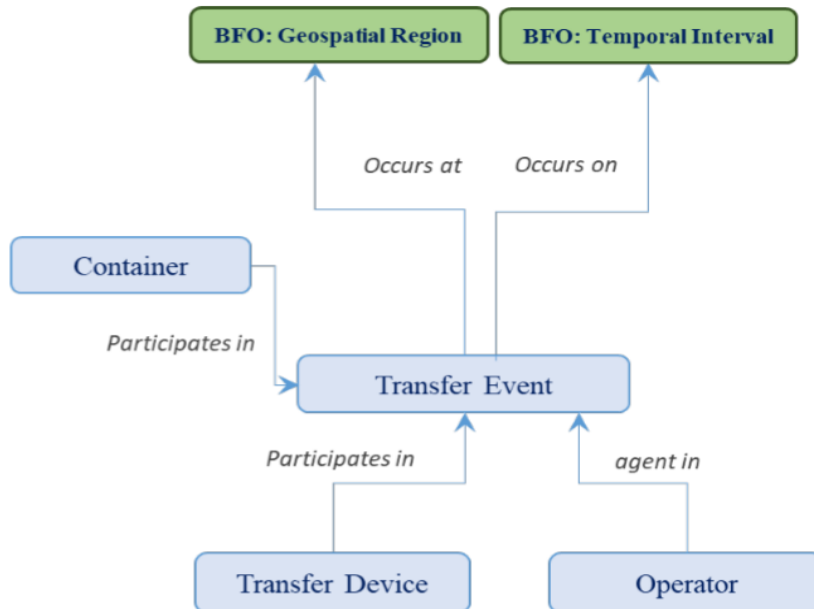 BFO: Geospatial Region
BFO: Temporal Interval
Occurs at
Occurs on
Container
Participates in
Transfer Event
Participates in
agent in
Transfer Device
Operator